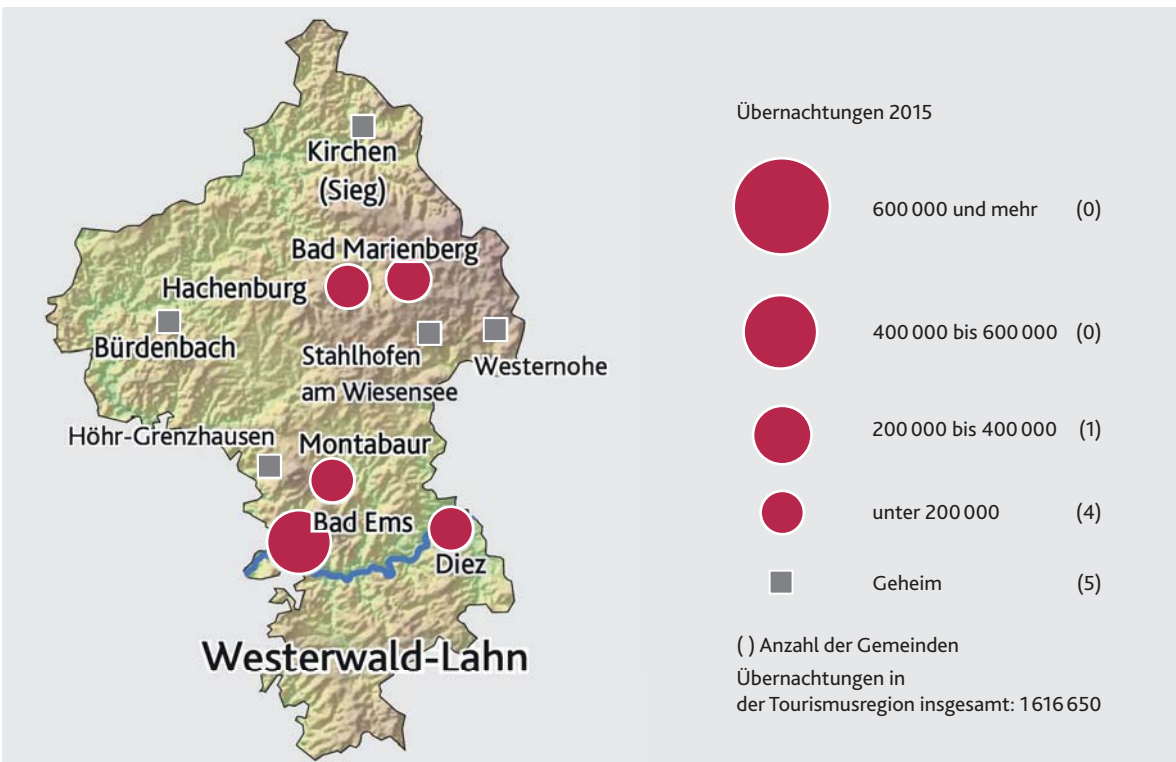 Kirchen
(Sieg)
Bad Marienberg
Hachenburg
Bürdenbach
Stahlhofen
am Wiesensee
Westernohe
Höhr-Grenzhausen
Montabaur
Bad Ems
Diez
Westerwald-Lahn
Übernachtungen 2015
600 000 und mehr (0)
400 000 bis 600 000 (0)
200 000 bis 400 000 (1)
unter 200 000 (4)
Geheim (5)
( ) Anzahl der Gemeinden
Übernachtungen in
der Tourismusregion insgesamt: 1 616 650